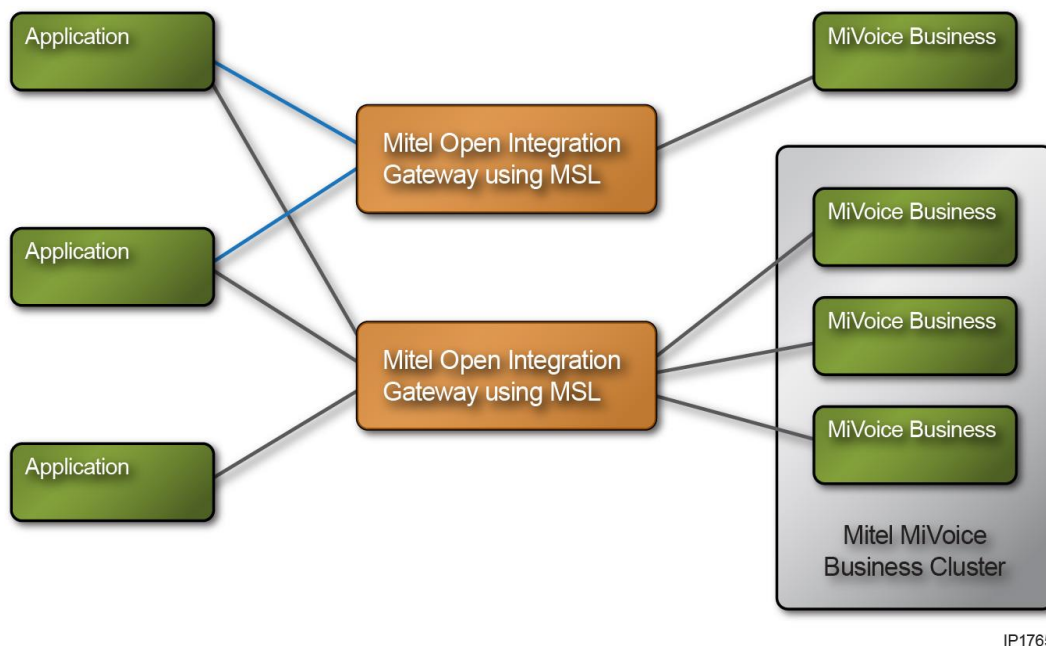 Application
MiVoice Business
Mitel Open Integration
Gateway using MSL
MiVoice Business
Application
MiVoice Business
Mitel Open Integration
Gateway using MSL
MiVoice Business
Application
Mitel MiVoice
Business Cluster
IP1765